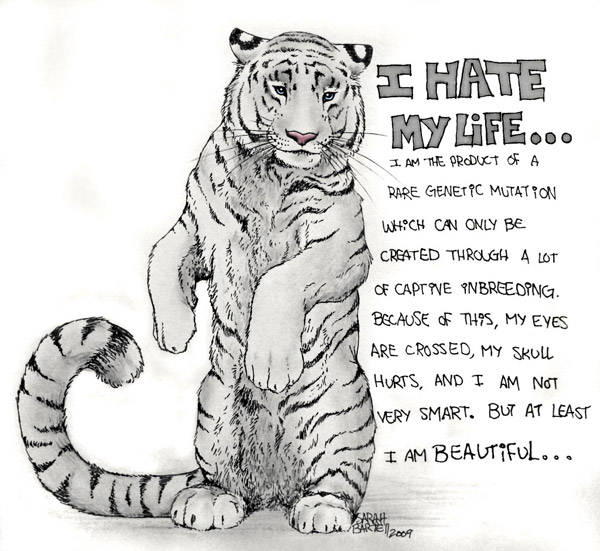 I HATE
MY LIFE...
I AM THE PRODUCT OF A
RARE GENETIC MUTATION
WHICH CAN ONLY BE
CREATED THROUGH A LOT
OF CAPTIVE INBREEDING.
BECAUSE OF THIS, MY EYES
ARE CROSSED, MY SKULL
HURTS, AND I AM NOT
VERY SMART. BUT AT LEAST
I AM BEAUTIFUL...
SARAH
2009